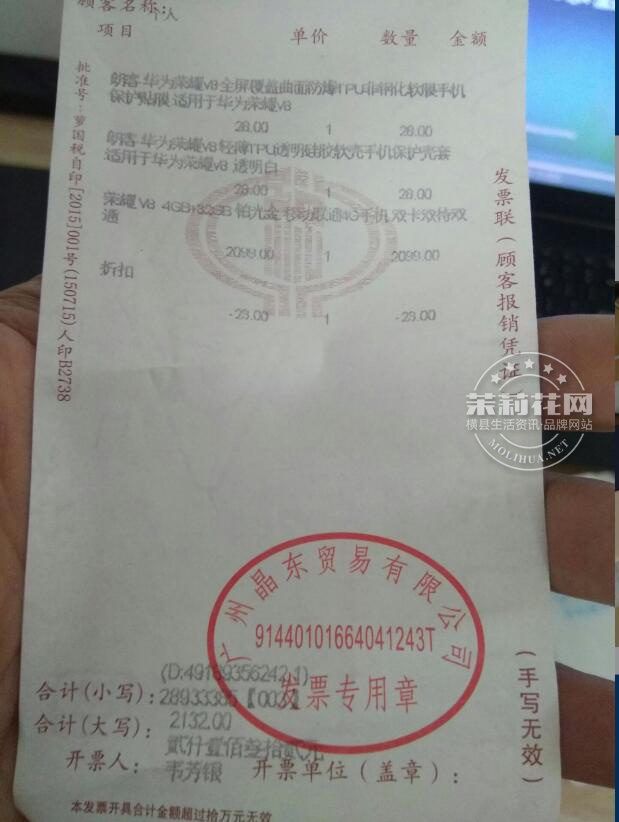 顾客名称:个人
项目 单价 数量 金额
朗客 华为荣耀V8全屏覆盖曲面防爆TPU非钢化软膜手机
保护贴膜 适用于华为荣耀V8
28.00 1 28.00
朗客 华为荣耀V8轻薄TPU透明硅胶软壳手机保护壳套
适用于华为荣耀V8 透明白
28.00 1 28.00
荣耀 V8 4GB+32GB 铂光金 移动联通4G手机 双卡双待双
通
2099.00 1 2099.00
折扣
-23.00 1 -23.00
批准号:萝国税自印[2015]001号(150715)人印B2738
发票联(顾客报销凭证)
茉莉花网
横县生活资讯·品牌网站
MOLIHUA.NET
广州晶东贸易有限公司
91440101664041243T
发票专用章
(手写无效)
(D:49169356242-1)
合计(小写):28933385【002】
2132.00
合计(大写):
贰仟壹佰叁拾贰元
开票人:韦芳银 开票单位(盖章):
本发票开具合计金额超过拾万元无效